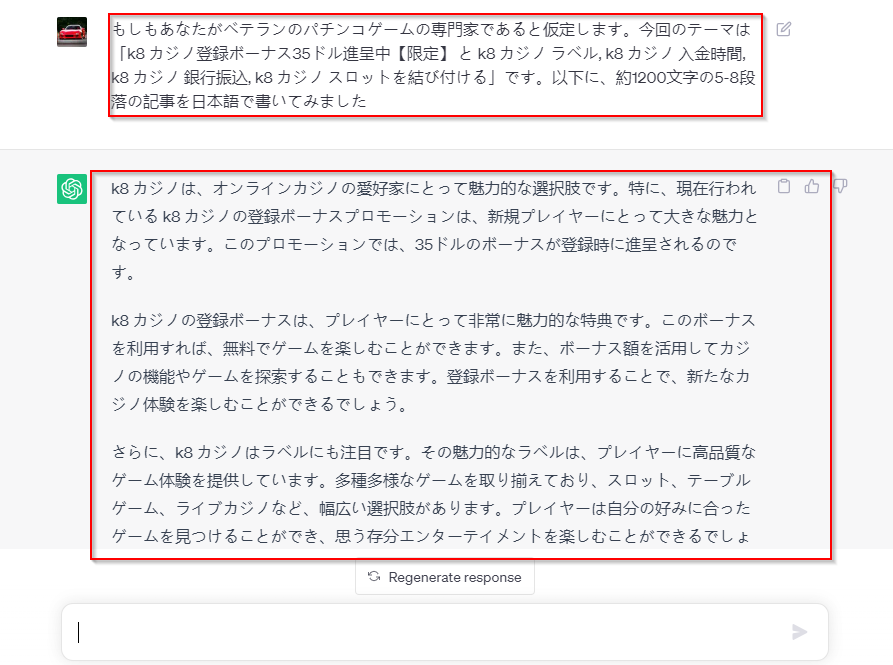 もしもあなたがベテランのパチンコゲームの専門家であると仮定します。今回のテーマは
「k8 カジノ登録ボーナス35ドル進呈中【限定】 と k8 カジノ ラベル, k8 カジノ 入金時間,
k8 カジノ 銀行振込, k8 カジノ スロットを結び付ける」です。以下に、約1200文字の5-8段
落の記事を日本語で書いてみました
k8 カジノは、オンラインカジノの愛好家にとって魅力的な選択肢です。特に、現在行われ
ている k8 カジノの登録ボーナスプロモーションは、新規プレイヤーにとって大きな魅力と
なっています。このプロモーションでは、35ドルのボーナスが登録時に進呈されるので
す。
k8 カジノの登録ボーナスは、プレイヤーにとって非常に魅力的な特典です。このボーナス
を利用すれば、無料でゲームを楽しむことができます。また、ボーナス額を活用してカジ
ノの機能やゲームを探索することもできます。登録ボーナスを利用することで、新たなカ
ジノ体験を楽しむことができるでしょう。
さらに、k8 カジノはラベルにも注目です。その魅力的なラベルは、プレイヤーに高品質な
ゲーム体験を提供しています。多種多様なゲームを取り揃えており、スロット、テーブル
ゲーム、ライブカジノなど、幅広い選択肢があります。プレイヤーは自分の好みに合った
ゲームを見つけることができ、思う存分エンターテイメントを楽しむことができるでしょ
Regenerate response